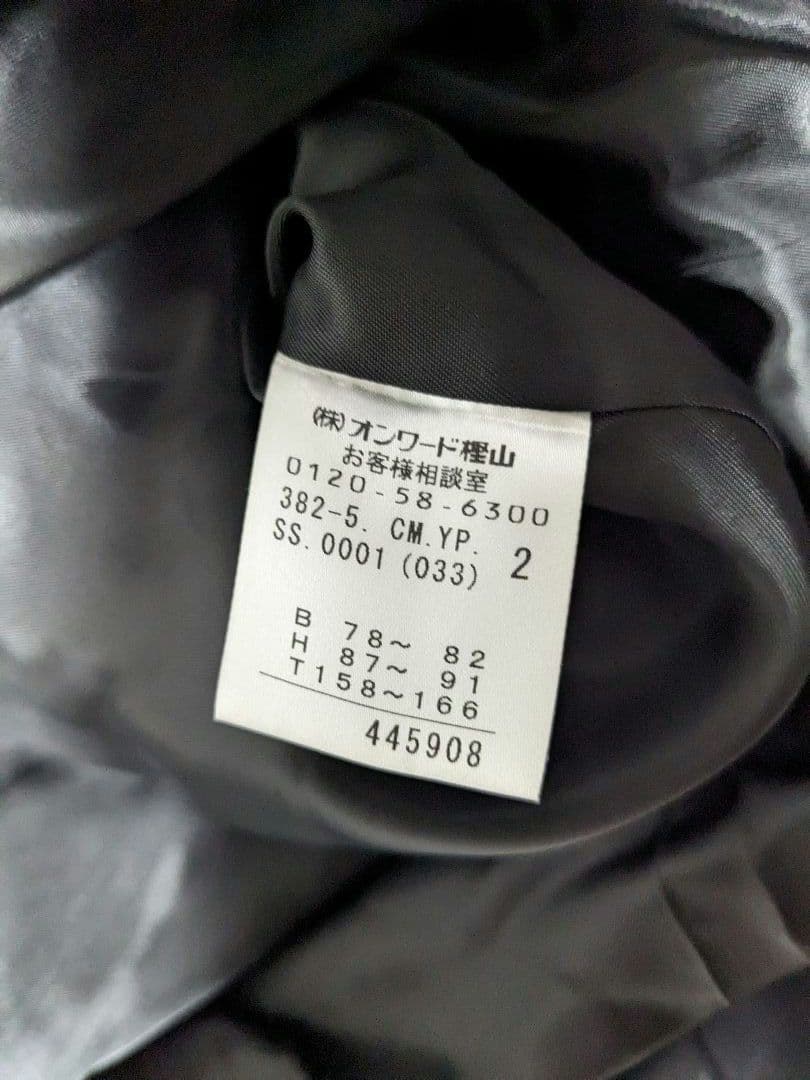 (株)オンワード樫山
お客様相談室
0120-58-6300
382-5. CM.YP. 2
SS.0001(033)
B 78～ 82
H 87～ 91
T158～166
445908